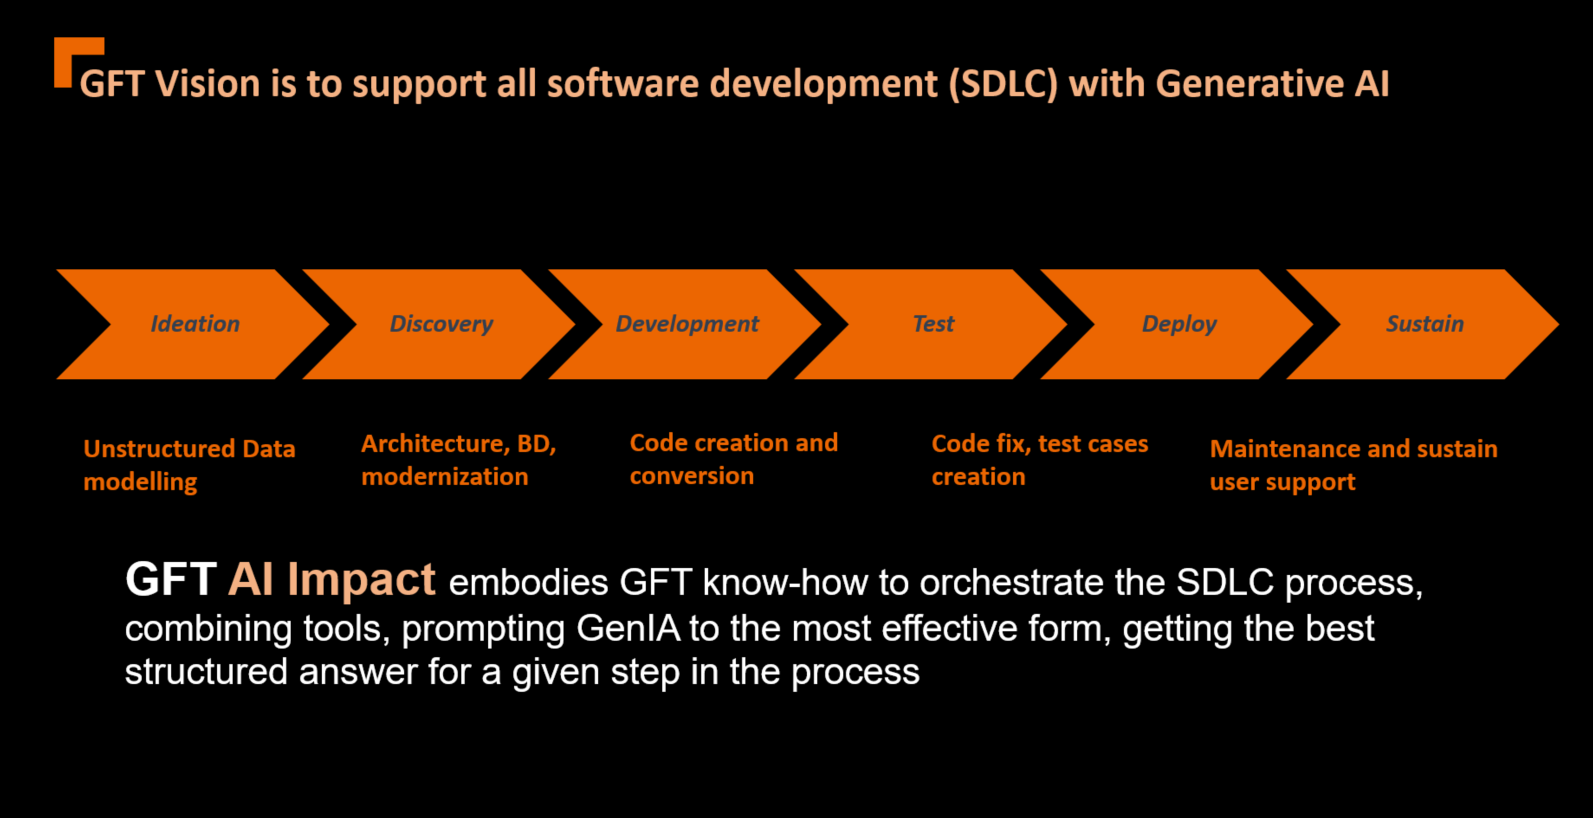 GFT Vision is to support all software development (SDLC) with Generative AI
Ideation
Discovery
Development
Test
Deploy
Sustain
Unstructured Data
modelling
Architecture, BD,
modernization
Code creation and
conversion
Code fix, test cases
creation
Maintenance and sustain
user support
GFT AI Impact embodies GFT know-how to orchestrate the SDLC process,
combining tools, prompting GenIA to the most effective form, getting the best
structured answer for a given step in the process